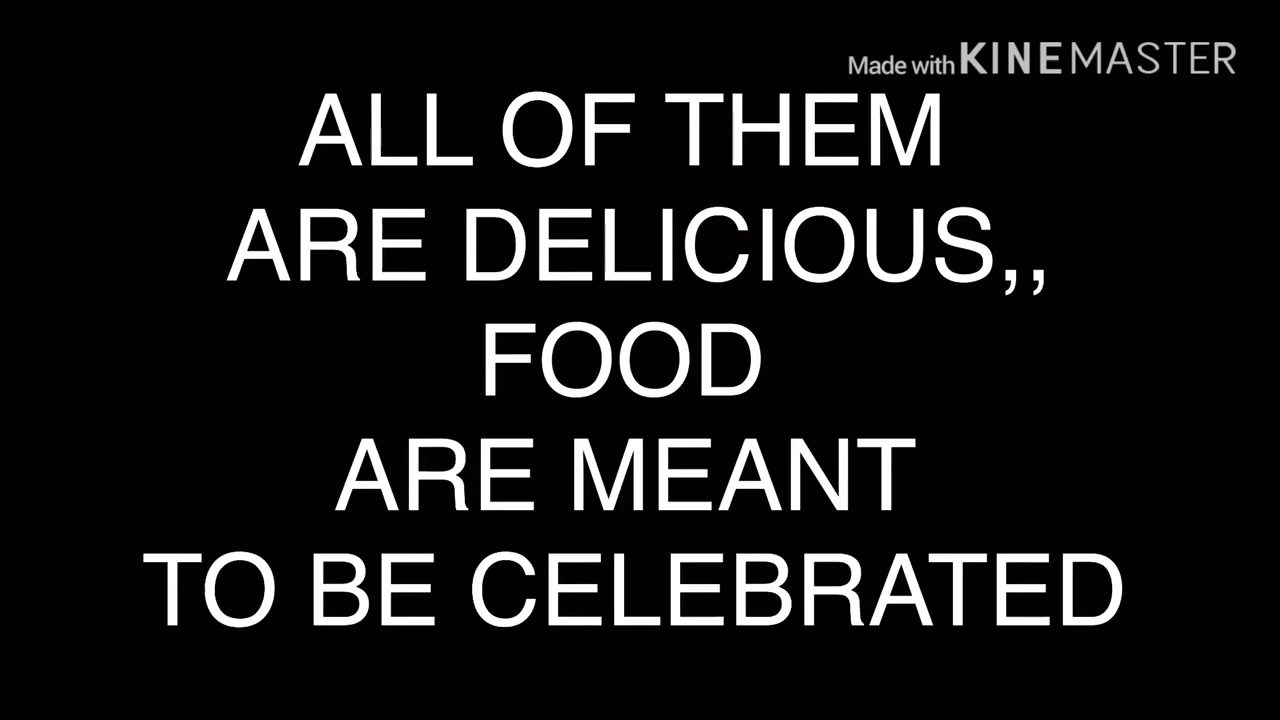 Made with KINEMASTER
ALL OF THEM
ARE DELICIOUS,,
FOOD
ARE MEANT
TO BE CELEBRATED